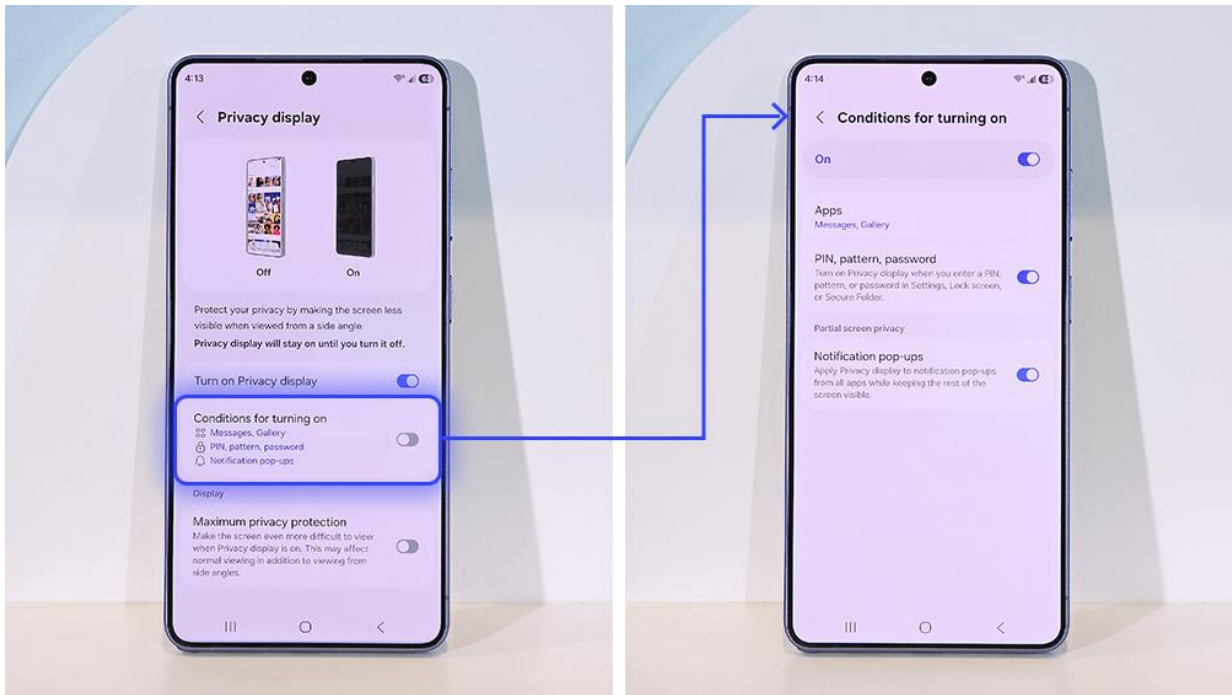 4:13
Privacy display
Off
On
Protect your privacy by making the screen less
visible when viewed from a side angle.
Privacy display will stay on until you turn it off.
Turn on Privacy display
Conditions for turning on
Messages, Gallery
PIN, pattern, password
Notification pop-ups
Display
Maximum privacy protection
Make the screen even more difficult to view
when Privacy display is on. This may affect
normal viewing in addition to viewing from
side angles.
4:14
Conditions for turning on
On
Apps
Messages, Gallery
PIN, pattern, password
Turn on Privacy display when you enter a PIN,
pattern, or password in Settings, Lock screen,
or Secure Folder.
Partial screen privacy
Notification pop-ups
Apply Privacy display to notification pop-ups
from all apps while keeping the rest of the
screen visible.